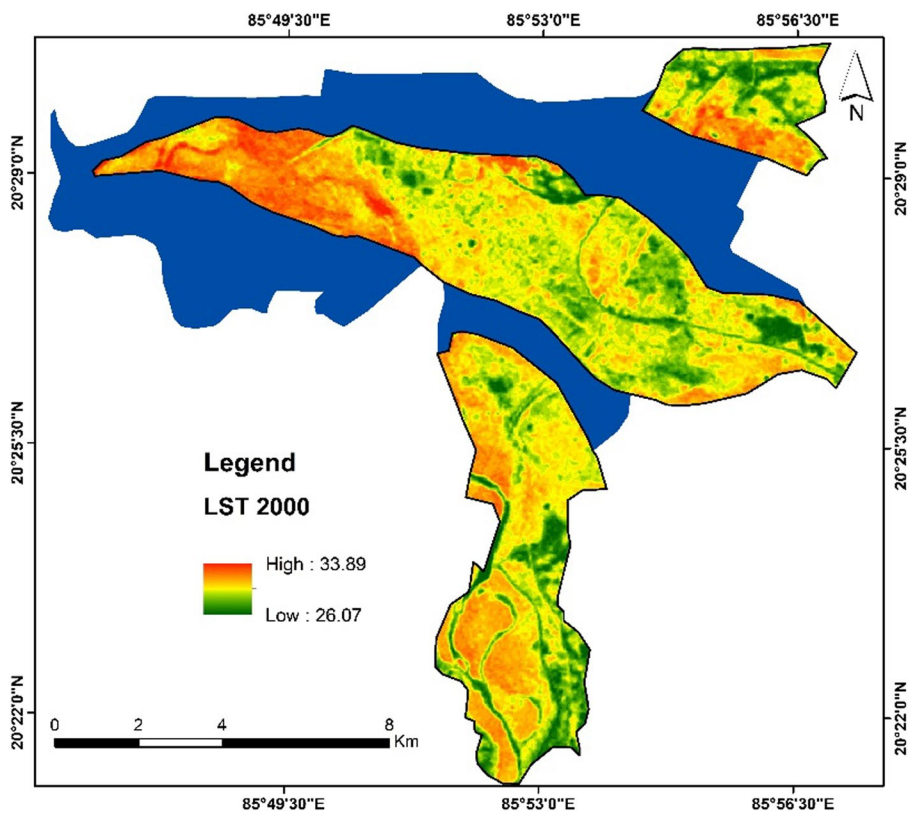 85°49'30"E 85°53'0"E 85°56'30"E
N
20°29'0"N 20°29'0"N
20°25'30"N 20°25'30"N
Legend
LST 2000
High : 33.89
Low : 26.07
20°22'0"N 20°22'0"N
0 2 4 8
Km
85°49'30"E 85°53'0"E 85°56'30"E